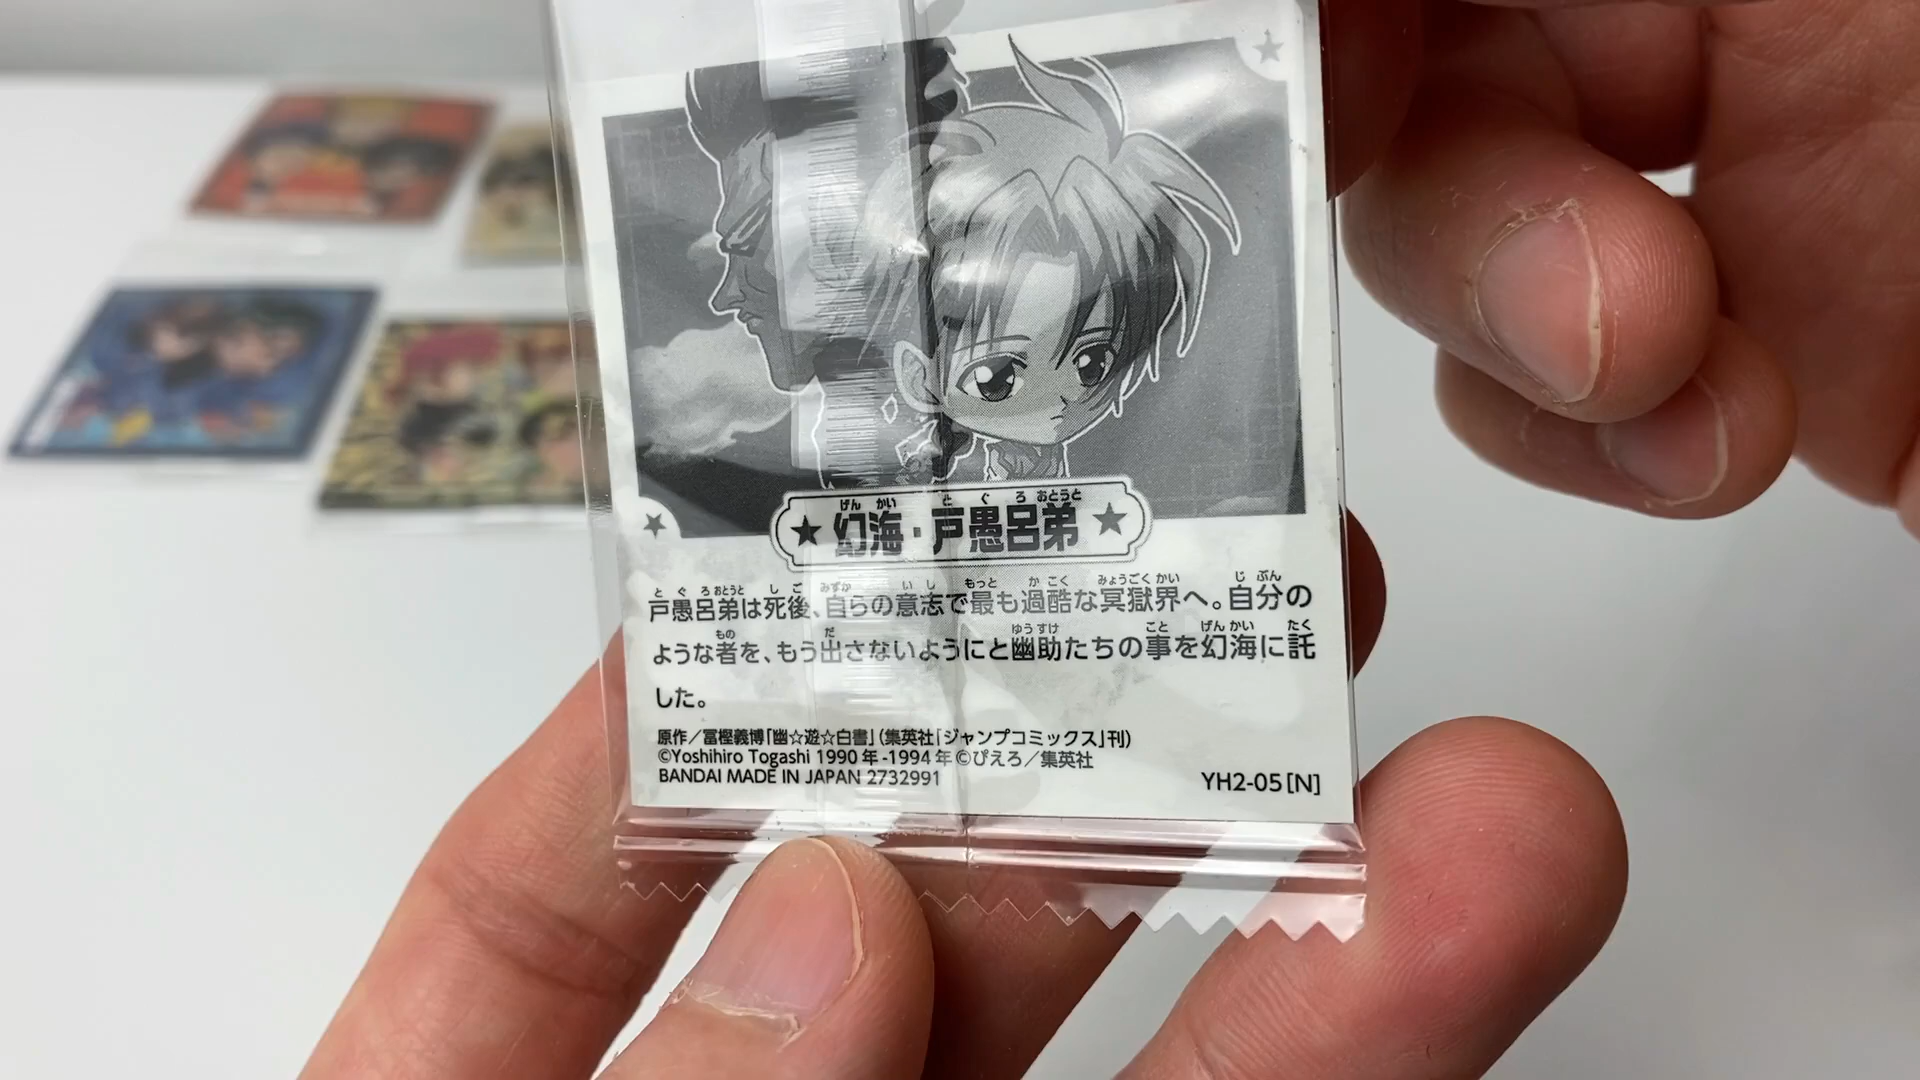 げん かい と ぐ ろ おとうと
★幻海・戸愚呂弟★
と ぐ ろ おとうと し ご みずか い し もっと か こく みょうごく かい じ ぶん
戸愚呂弟は死後、自らの意志で最も過酷な冥獄界へ。自分の
もの だ ゆう すけ こと げん かい たく
ような者を、もう出さないようにと幽助たちの事を幻海に託
した。
原作／冨樫義博「幽☆遊☆白書」(集英社「ジャンプコミックス」刊)
©Yoshihiro Togashi 1990年-1994年 ©ぴえろ／集英社
BANDAI MADE IN JAPAN 2732991
YH2-05[N]